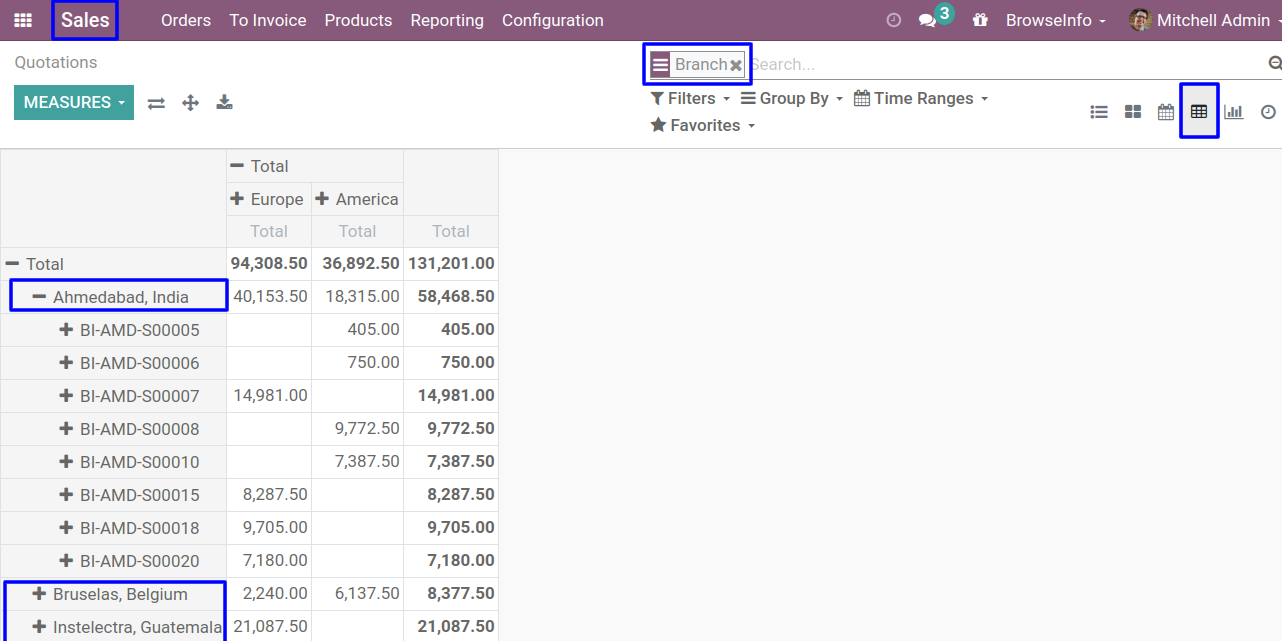 Sales Orders To Invoice Products Reporting Configuration 3 BrowseInfo Mitchell Admin
Quotations
Branch Search...
MEASURES
Filters Group By Time Ranges
Favorites
Total
Europe America
Total Total Total
Total 94,308.50 36,892.50 131,201.00
Ahmedabad, India 40,153.50 18,315.00 58,468.50
BI-AMD-S00005 405.00 405.00
BI-AMD-S00006 750.00 750.00
BI-AMD-S00007 14,981.00 14,981.00
BI-AMD-S00008 9,772.50 9,772.50
BI-AMD-S00010 7,387.50 7,387.50
BI-AMD-S00015 8,287.50 8,287.50
BI-AMD-S00018 9,705.00 9,705.00
BI-AMD-S00020 7,180.00 7,180.00
Bruselas, Belgium 2,240.00 6,137.50 8,377.50
Instelectra, Guatemala 21,087.50 21,087.50